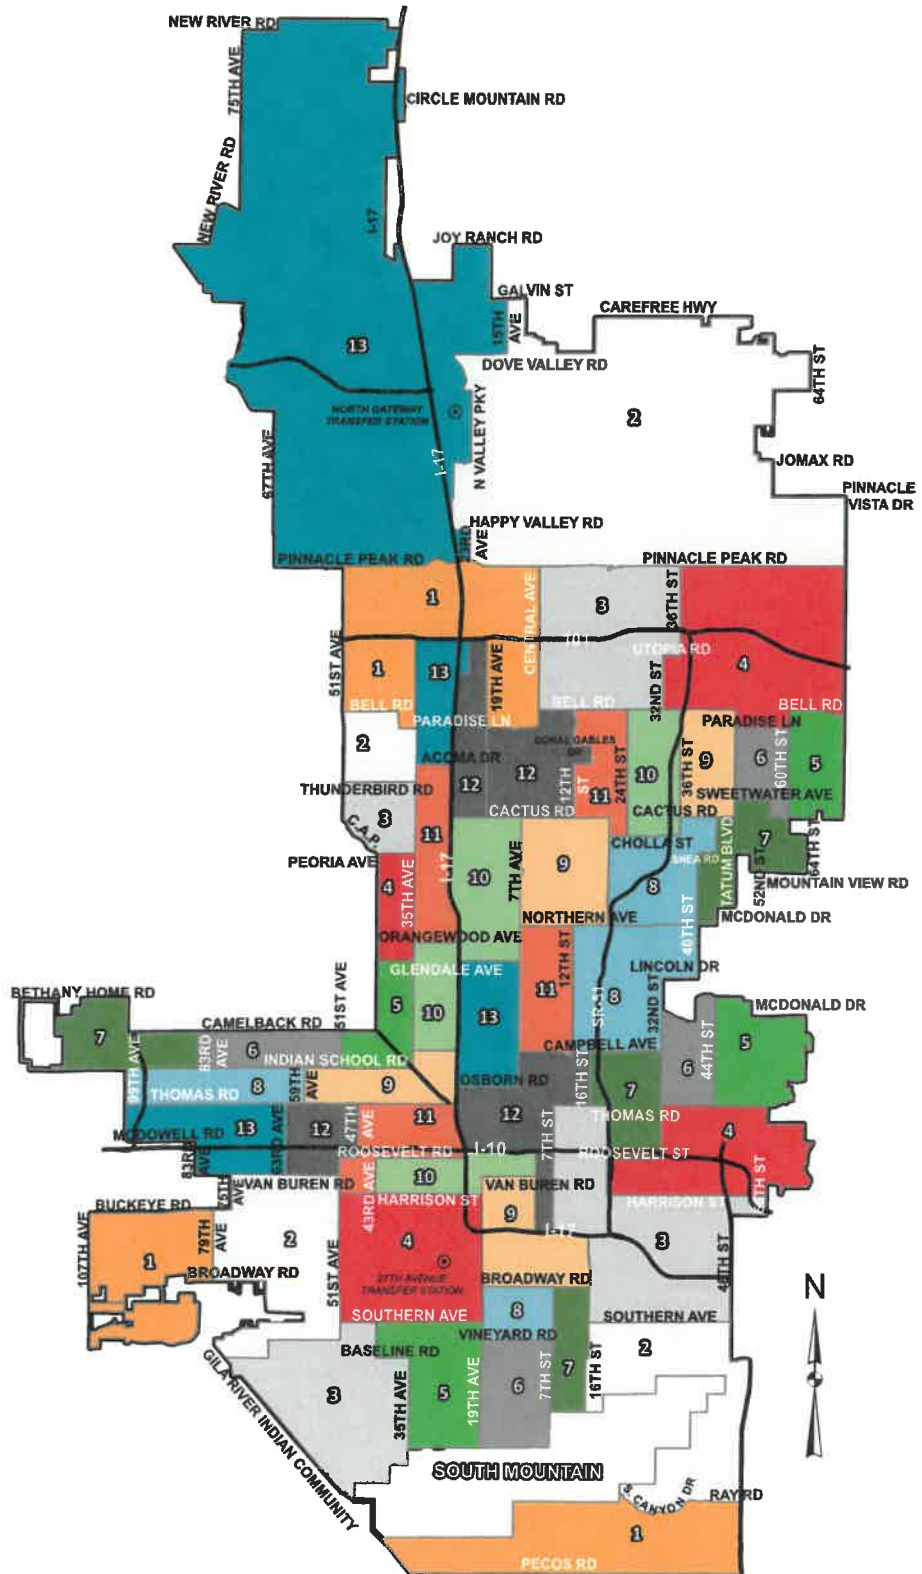 NEW RIVER RD
75TH AVE
CIRCLE MOUNTAIN RD
NEW RIVER RD
I-17
JOY RANCH RD
GALVIN ST
15TH AVE
CAREFREE HWY
13
DOVE VALLEY RD
64TH ST
NORTH GATEWAY
TRANSFER STATION
2
N VALLEY PKY
67TH AVE
I-17
JOMAX RD
PINNACLE
VISTA DR
HAPPY VALLEY RD
23RD AVE
PINNACLE PEAK RD
PINNACLE PEAK RD
1
CENTRAL AVE
3
36TH ST
101
UTOPIA RD
51ST AVE
1
13
19TH AVE
32ND ST
4
BELL RD
BELL RD
BELL RD
PARADISE LN
PARADISE LN
2
ACOMA DR
CORAL GABLES
DR
12
12
12TH ST
11
24TH ST
10
36TH ST
9
6
60TH ST
5
THUNDERBIRD RD
SWEETWATER AVE
CACTUS RD
CACTUS RD
3
C.A.P.
11
CHOLLA ST
TATUM BLVD
7
64TH ST
PEORIA AVE
I-17
7TH AVE
9
SHEA RD
52ND ST
4
35TH AVE
10
8
MOUNTAIN VIEW RD
NORTHERN AVE
40TH ST
MCDONALD DR
ORANGEWOOD AVE
12TH ST
GLENDALE AVE
LINCOLN DR
BETHANY HOME RD
51ST AVE
5
10
13
11
SR-51
8
32ND ST
MCDONALD DR
7
CAMELBACK RD
CAMPBELL AVE
6
44TH ST
5
99TH AVE
83RD AVE
6
INDIAN SCHOOL RD
OSBORN RD
16TH ST
7
THOMAS RD
8
59TH AVE
9
THOMAS RD
MCDOWELL RD
13
63RD AVE
12
47TH AVE
11
12
7TH ST
4
83RD AVE
ROOSEVELT RD
I-10
ROOSEVELT ST
75TH AVE
VAN BUREN RD
43RD AVE
10
VAN BUREN RD
HARRISON ST
HARRISON ST
BUCKEYE RD
107TH AVE
1
79TH AVE
2
51ST AVE
4
9
I-17
3
48TH ST
BROADWAY RD
27TH AVENUE
TRANSFER STATION
BROADWAY RD
SOUTHERN AVE
8
SOUTHERN AVE
VINEYARD RD
BASELINE RD
2
GILA RIVER INDIAN COMMUNITY
3
35TH AVE
5
19TH AVE
6
7TH ST
7
16TH ST
N
SOUTH MOUNTAIN
S. CANYON DR
RAY RD
1
PECOS RD